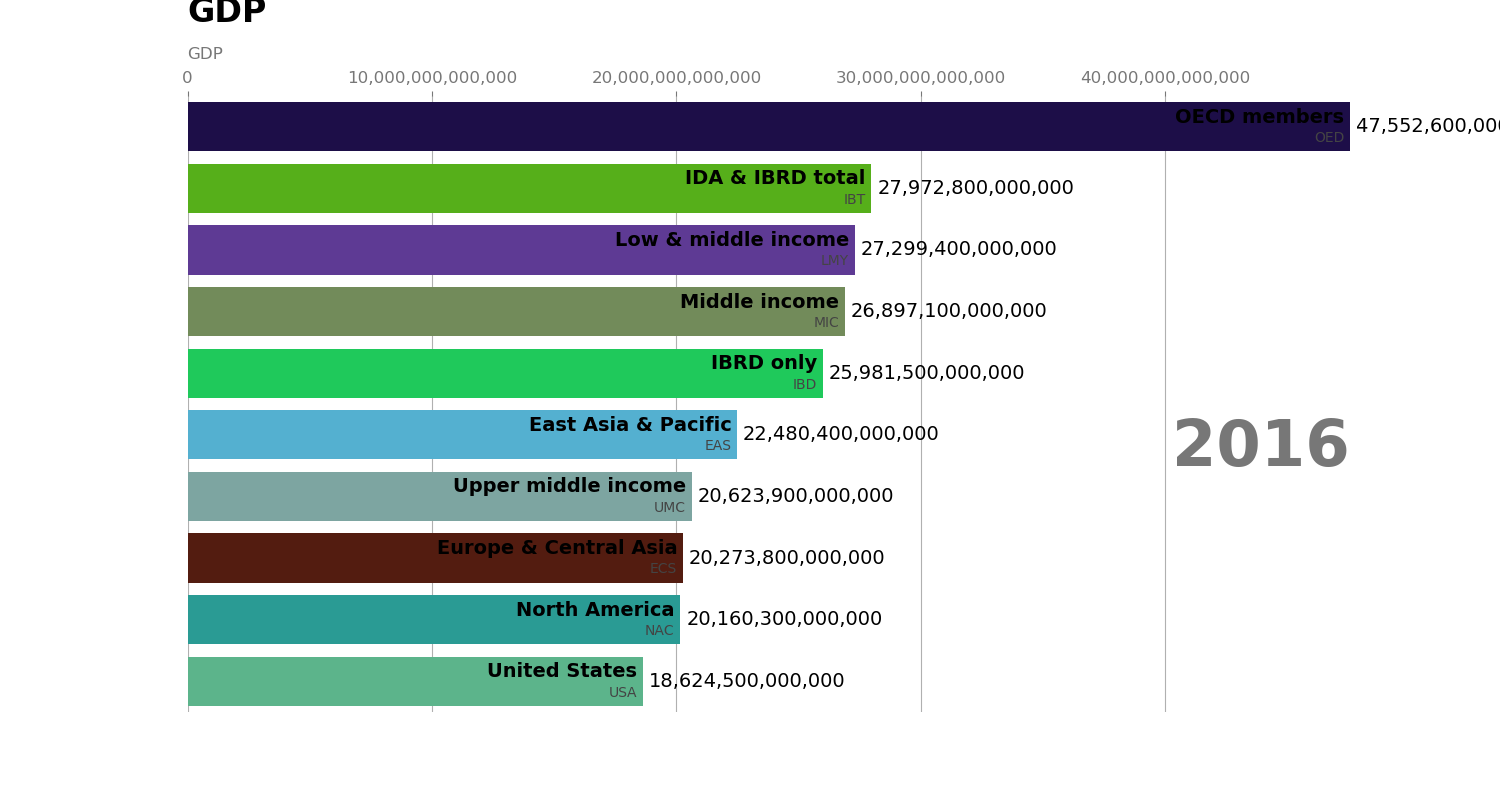 GDP
GDP
0 10,000,000,000,000 20,000,000,000,000 30,000,000,000,000 40,000,000,000,000
OECD members 47,552,600,000
OED
IDA & IBRD total 27,972,800,000,000
IBT
Low & middle income 27,299,400,000,000
LMY
Middle income 26,897,100,000,000
MIC
IBRD only 25,981,500,000,000
IBD
East Asia & Pacific 22,480,400,000,000
EAS
2016
Upper middle income 20,623,900,000,000
UMC
Europe & Central Asia 20,273,800,000,000
ECS
North America 20,160,300,000,000
NAC
United States 18,624,500,000,000
USA